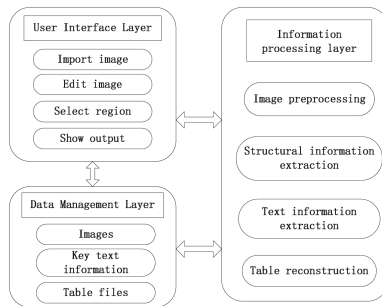 User Interface Layer
Import image
Edit image
Select region
Show output
Data Management Layer
Images
Key text
information
Table files
Information
processing layer
Image preprocessing
Structural information
extraction
Text information
extraction
Table reconstruction